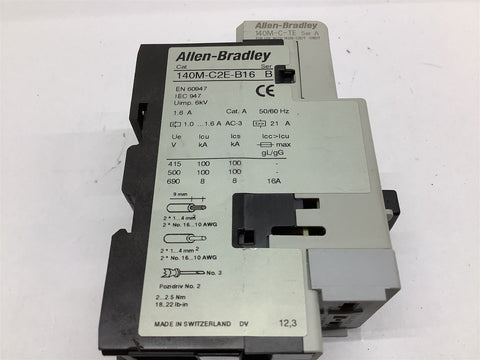 Allen-Bradley
140M-C-TE Ser A
Allen-Bradley
Cat Ser
140M-C2E-B16 B
EN 60947
IEC 947
Uimp. 6kV
CE
1.6 A Cat. A 50/60 Hz
1.0 ...1.6 A AC-3 21 A
Ue Icu Ics Icc>Icu
V kA kA max
gL/gG
415 100 100 -
500 100 100 -
690 8 8 16A
9 mm
2 * 1...4 mm²
2 * No. 16...10 AWG
2 * 1...4 mm²
2 * No. 16...10 AWG
No. 3
Pozidriv No. 2
2...2.5 Nm
18...22 lb-in
MADE IN SWITZERLAND DV 12,3